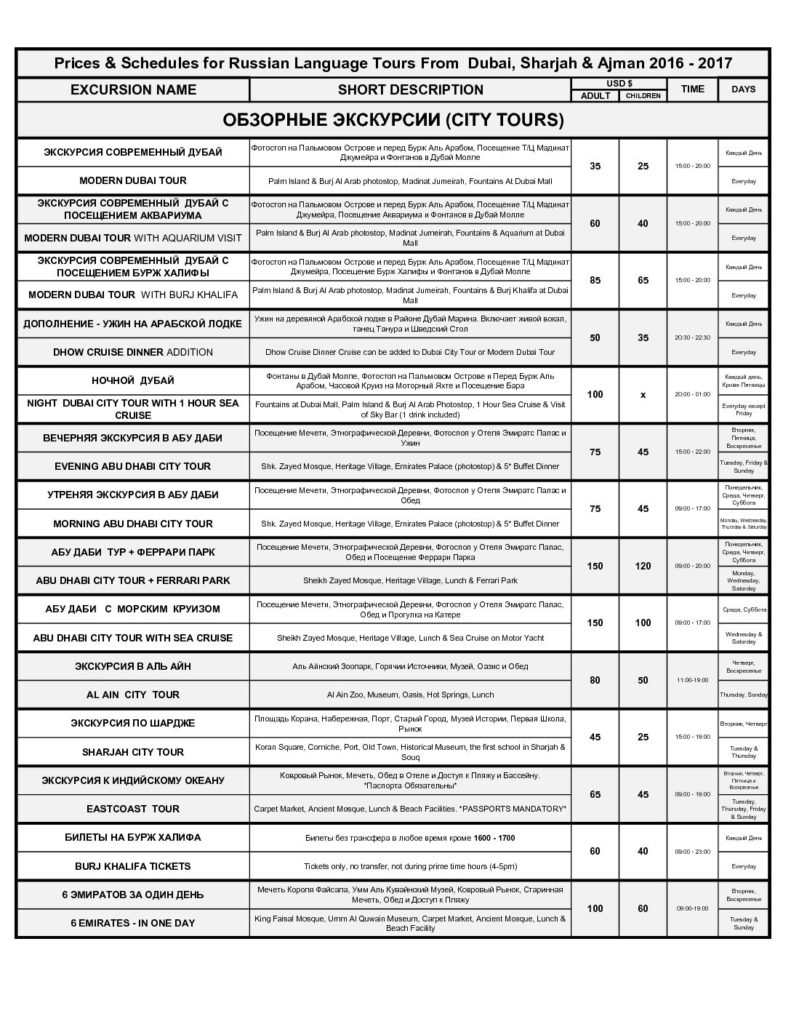 Prices & Schedules for Russian Language Tours From Dubai, Sharjah & Ajman 2016 - 2017
EXCURSION NAME
SHORT DESCRIPTION
USD $
ADULT
CHILDREN
TIME
DAYS
ОБЗОРНЫЕ ЭКСКУРСИИ (CITY TOURS)
ЭКСКУРСИЯ СОВРЕМЕННЫЙ ДУБАЙ
Фотостоп на Пальмовом Острове и перед Бурж Аль Арабом, Посещение Т/Ц Мадинат
Джумейра и Фонтанов в Дубай Молле
35
25
15:00 - 20:00
Каждый День
MODERN DUBAI TOUR
Palm Island & Burj Al Arab photostop, Madinat Jumeirah, Fountains At Dubai Mall
Everyday
ЭКСКУРСИЯ СОВРЕМЕННЫЙ ДУБАЙ С
ПОСЕЩЕНИЕМ АКВАРИУМА
Фотостоп на Пальмовом Острове и перед Бурж Аль Арабом, Посещение Т/Ц Мадинат
Джумейра, Посещение Аквариума и Фонтанов в Дубай Молле
60
40
15:00 - 20:00
Каждый День
MODERN DUBAI TOUR WITH AQUARIUM VISIT
Palm Island & Burj Al Arab photostop, Madinat Jumeirah, Fountains & Aquarium at Dubai
Mall
Everyday
ЭКСКУРСИЯ СОВРЕМЕННЫЙ ДУБАЙ С
ПОСЕЩЕНИЕМ БУРЖ ХАЛИФЫ
Фотостоп на Пальмовом Острове и перед Бурж Аль Арабом, Посещение Т/Ц Мадинат
Джумейра, Посещение Бурж Халифы и Фонтанов в Дубай Молле
85
65
15:00 - 20:00
Каждый День
MODERN DUBAI TOUR WITH BURJ KHALIFA
Palm Island & Burj Al Arab photostop, Madinat Jumeirah, Fountains & Burj Khalifa at Dubai
Mall
Everyday
ДОПОЛНЕНИЕ - УЖИН НА АРАБСКОЙ ЛОДКЕ
Ужин на деревяной Арабской лодке в Районе Дубай Марина. Включает живой вокал,
танец Танура и Шведский Стол
50
35
20:30 - 22:30
Каждый День
DHOW CRUISE DINNER ADDITION
Dhow Cruise Dinner Cruise can be added to Dubai City Tour or Modern Dubai Tour
Everyday
НОЧНОЙ ДУБАЙ
Фонтаны в Дубай Молле, Фотостоп на Пальмовом Острове и Перед Бурж Аль
Арабом, Часовой Круиз на Моторный Яхте и Посещение Бара
100
x
20:00 - 01:00
Каждый день,
Кроме Пятницы
NIGHT DUBAI CITY TOUR WITH 1 HOUR SEA
CRUISE
Fountains at Dubai Mall, Palm Island & Burj Al Arab Photostop, 1 Hour Sea Cruise & Visit
of Sky Bar (1 drink included)
Everyday except
Friday
ВЕЧЕРНЯЯ ЭКСКУРСИЯ В АБУ ДАБИ
Посещение Мечети, Этнографической Деревни, Фотослоп у Отеля Эмиратс Палас и
Ужин
75
45
15:00 - 22:00
Вторник,
Пятница,
Воскресенье
EVENING ABU DHABI CITY TOUR
Shk. Zayed Mosque, Heritage Village, Emirates Palace (photostop) & 5* Buffet Dinner
Tuesday, Friday &
Sunday
УТРЕНЯЯ ЭКСКУРСИЯ В АБУ ДАБИ
Посещение Мечети, Этнографической Деревни, Фотослоп у Отеля Эмиратс Палас и
Обед
75
45
09:00 - 17:00
Понедельник,
Среда, Четверг,
Суббота
MORNING ABU DHABI CITY TOUR
Shk. Zayed Mosque, Heritage Village, Emirates Palace (photostop) & 5* Buffet Dinner
Monday, Wednesday,
Thursday & Saturday
АБУ ДАБИ ТУР + ФЕРРАРИ ПАРК
Посещение Мечети, Этнографической Деревни, Фотослоп у Отеля Эмиратс Палас,
Обед и Посещение Феррари Парка
150
120
09:00 - 20:00
Понедельник,
Среда, Четверг,
Суббота
ABU DHABI CITY TOUR + FERRARI PARK
Sheikh Zayed Mosque, Heritage Village, Lunch & Ferrari Park
Monday,
Wednesday,
Saturday
АБУ ДАБИ С МОРСКИМ КРУИЗОМ
Посещение Мечети, Этнографической Деревни, Фотослоп у Отеля Эмиратс Палас,
Обед и Прогулка на Катере
150
100
09:00 - 17:00
Среда, Суббота
ABU DHABI CITY TOUR WITH SEA CRUISE
Sheikh Zayed Mosque, Heritage Village, Lunch & Sea Cruise on Motor Yacht
Wednesday &
Saturday
ЭКСКУРСИЯ В АЛЬ АЙН
Аль Айнский Зоопарк, Горячии Источники, Музей, Оазис и Обед
80
50
11:00-19:00
Четверг,
Воскресенье
AL AIN CITY TOUR
Al Ain Zoo, Museum, Oasis, Hot Springs, Lunch
Thursday, Sunday
ЭКСКУРСИЯ ПО ШАРДЖЕ
Площадь Корана, Набережная, Порт, Старый Город, Музей Истории, Первая Школа,
Рынок
45
25
15:00 - 19:00
Вторник, Четверг
SHARJAH CITY TOUR
Koran Square, Corniche, Port, Old Town, Historical Museum, the first school in Sharjah &
Souq
Tuesday &
Thursday
ЭКСКУРСИЯ К ИНДИЙСКОМУ ОКЕАНУ
Ковровый Рынок, Мечеть, Обед в Отеле и Доступ к Пляжу и Бассейну.
*Паспорта Обязательны*
65
45
09:00 - 19:00
Вторник, Четверг,
Пятница и
Воскресенье
EASTCOAST TOUR
Carpet Market, Ancient Mosque, Lunch & Beach Facilities. *PASSPORTS MANDATORY*
Tuesday,
Thursday, Friday
& Sunday
БИЛЕТЫ НА БУРЖ ХАЛИФА
Билеты без трансфера в любое время кроме 1600 - 1700
60
40
09:00 - 23:00
Каждый День
BURJ KHALIFA TICKETS
Tickets only, no transfer, not during prime time hours (4-5pm)
Everyday
6 ЭМИРАТОВ ЗА ОДИН ДЕНЬ
Мечеть Короля Файсапа, Умм Аль Кувайнский Музей, Ковровый Рынок, Старинная
Мечеть, Обед и Доступ к Пляжу
100
60
09:00-19:00
Вторник,
Воскресенье
6 EMIRATES - IN ONE DAY
King Faisal Mosque, Umm Al Quwain Museum, Carpet Market, Ancient Mosque, Lunch &
Beach Facility
Tuesday &
Sunday